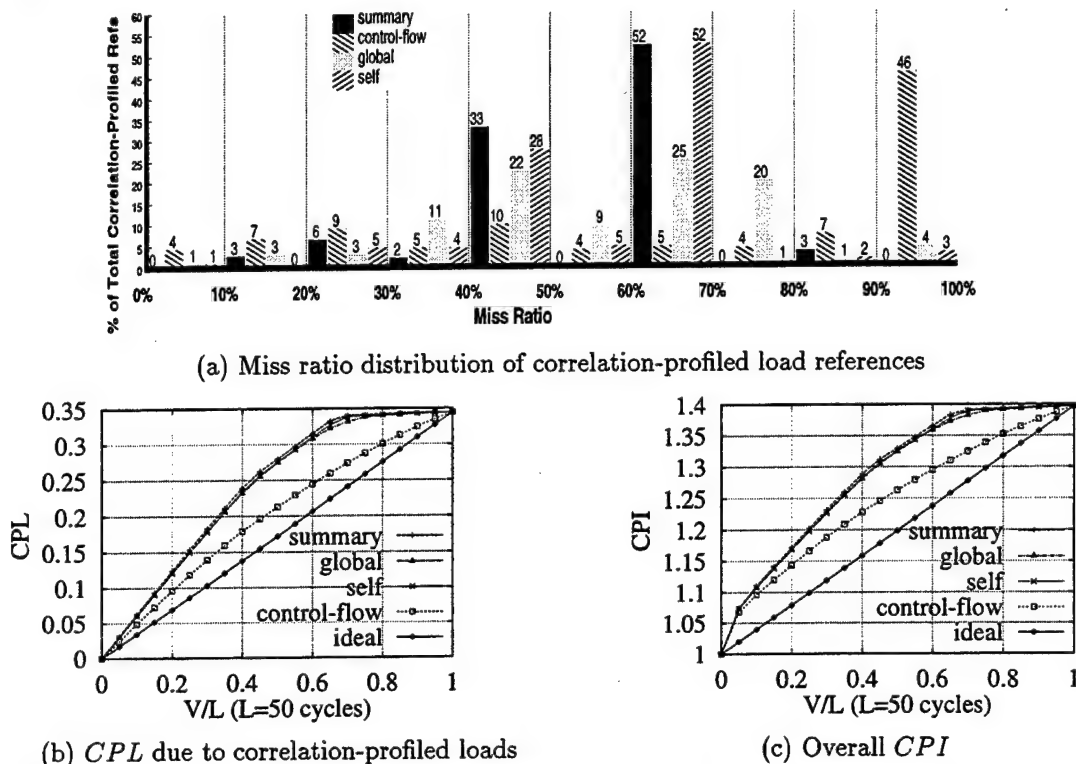 % of Total Correlation-Profiled Refs
60
55
50
45
40
35
30
25
20
15
10
5
0
summary
control-flow
global
self
0 4 1 1 3 7 3 0 6 9 3 5 2 5 11 4 33 10 22 28 0 4 9 5 52 5 25 52 0 4 20 1 3 7 1 2 0 46 4 3
0% 10% 20% 30% 40% 50% 60% 70% 80% 90% 100%
Miss Ratio
(a) Miss ratio distribution of correlation-profiled load references
CPL
0.35
0.3
0.25
0.2
0.15
0.1
0.05
0
summary
global
self
control-flow
ideal
0 0.2 0.4 0.6 0.8 1
V/L (L=50 cycles)
(b) CPL due to correlation-profiled loads
CPI
1.4
1.35
1.3
1.25
1.2
1.15
1.1
1.05
1
summary
global
self
control-flow
ideal
0 0.2 0.4 0.6 0.8 1
V/L (L=50 cycles)
(c) Overall CPI